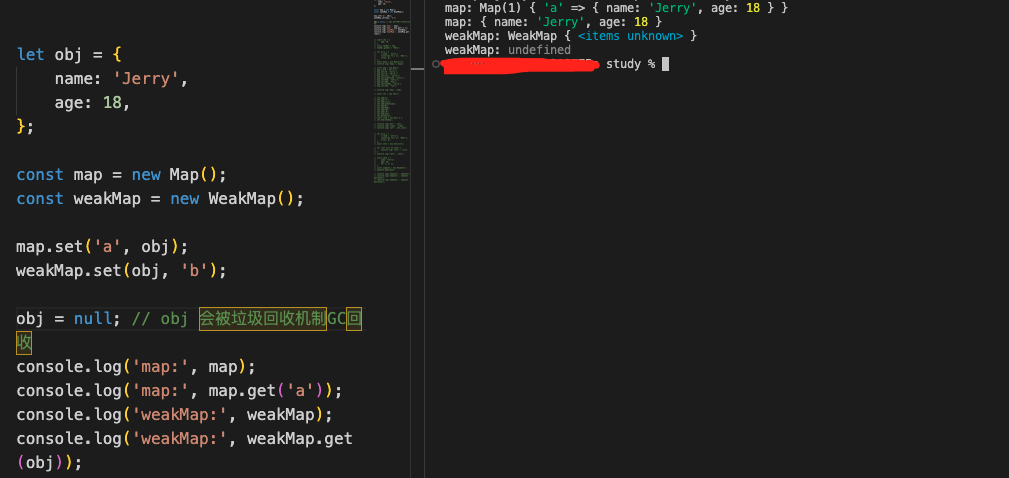 let obj = {
name: 'Jerry',
age: 18,
};
const map = new Map();
const weakMap = new WeakMap();
map.set('a', obj);
weakMap.set(obj, 'b');
obj = null; // obj 会被垃圾回收机制GC回
收
console.log('map:', map);
console.log('map:', map.get('a'));
console.log('weakMap:', weakMap);
console.log('weakMap:', weakMap.get
(obj));
map: Map(1) { 'a' => { name: 'Jerry', age: 18 } }
map: { name: 'Jerry', age: 18 }
weakMap: WeakMap { <items unknown> }
weakMap: undefined
study %